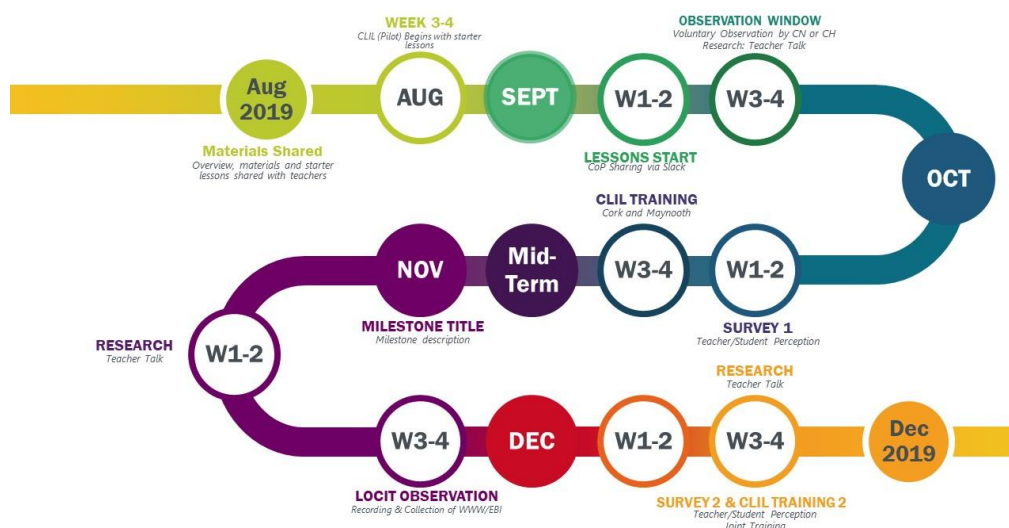 WEEK 3-4
CLIL (Pilot) Begins with starter
lessons
OBSERVATION WINDOW
Voluntary Observation by CN or CH
Research: Teacher Talk
Aug
2019
AUG
SEPT
W1-2
W3-4
Materials Shared
Overview, materials and starter
lessons shared with teachers
LESSONS START
CoP Sharing via Slack
OCT
CLIL TRAINING
Cork and Maynooth
NOV
Mid-
Term
W3-4
W1-2
MILESTONE TITLE
Milestone description
SURVEY 1
Teacher/Student Perception
RESEARCH
Teacher Talk
W1-2
RESEARCH
Teacher Talk
W3-4
DEC
W1-2
W3-4
Dec
2019
LOCIT OBSERVATION
Recording & Collection of WWW/EBI
SURVEY 2 & CLIL TRAINING 2
Teacher/Student Perception
Joint Training